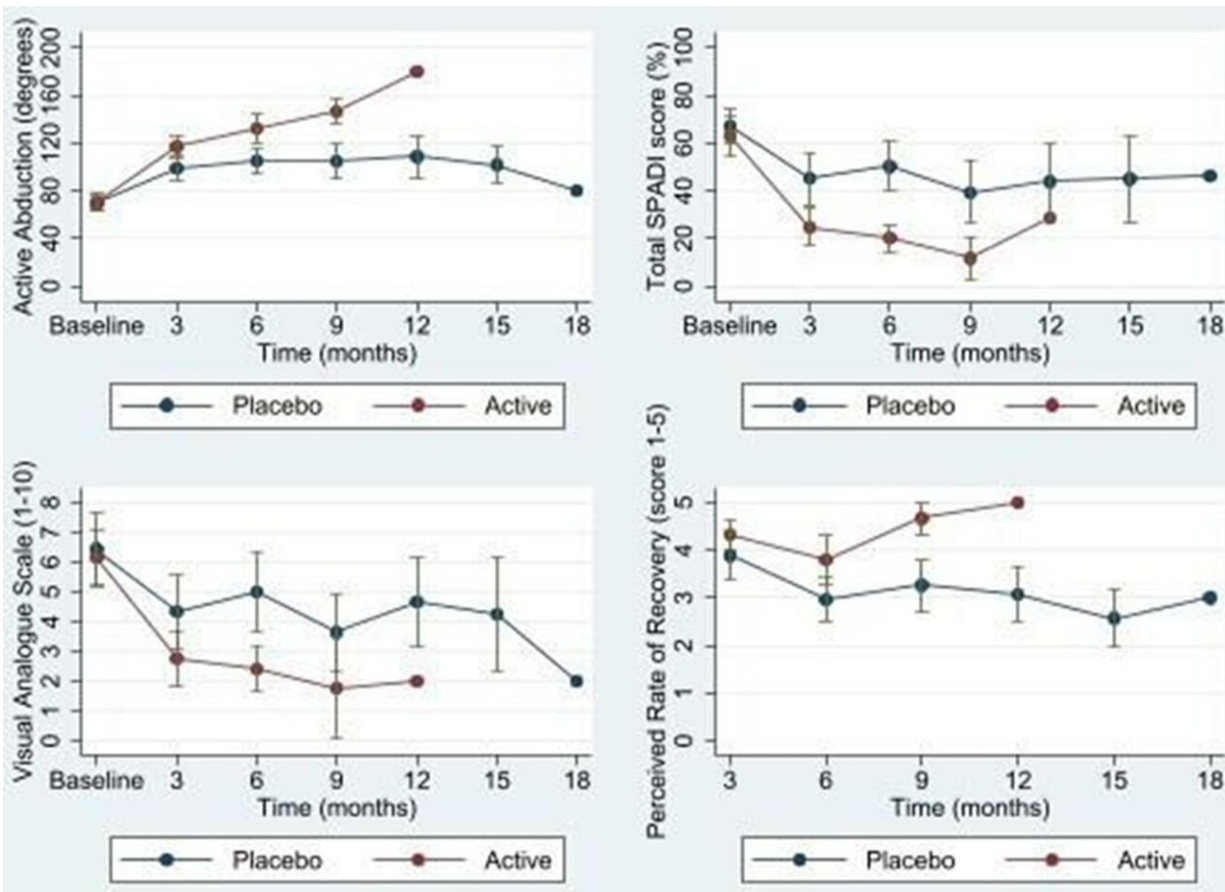 Active Abduction (degrees)
200
160
120
80
40
0
Baseline 3 6 9 12 15 18
Time (months)
Placebo Active
Total SPADI score (%)
100
80
60
40
20
0
Baseline 3 6 9 12 15 18
Time (months)
Placebo Active
Visual Analogue Scale (1-10)
8
7
6
5
4
3
2
1
0
Baseline 3 6 9 12 15 18
Time (months)
Placebo Active
Perceived Rate of Recovery (score 1-5)
5
4
3
2
1
0
3 6 9 12 15 18
Time (months)
Placebo Active